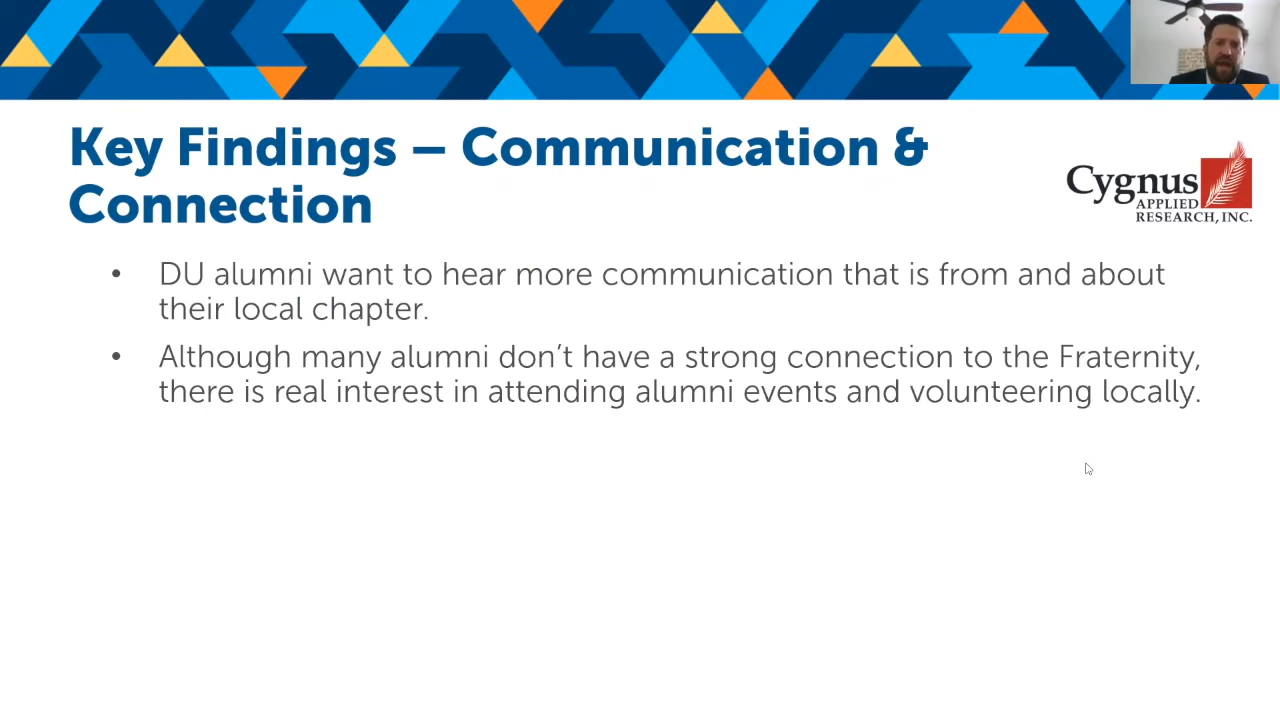 Key Findings – Communication &
Connection
Cygnus
APPLIED
RESEARCH, INC.
• DU alumni want to hear more communication that is from and about
their local chapter.
• Although many alumni don’t have a strong connection to the Fraternity,
there is real interest in attending alumni events and volunteering locally.